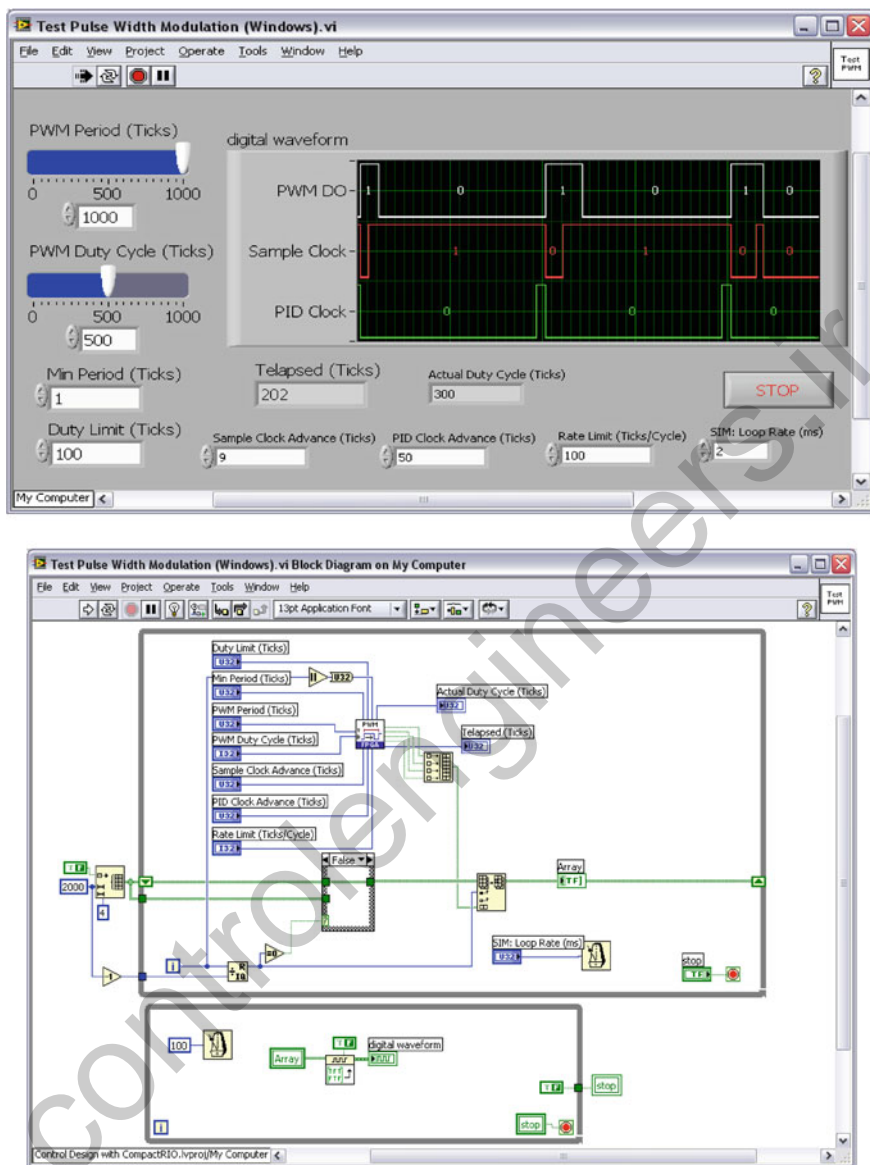 Test Pulse Width Modulation (Windows).vi
File Edit View Project Operate Tools Window Help
Test PWM
PWM Period (Ticks)
0 500 1000
1000
PWM Duty Cycle (Ticks)
0 500 1000
500
digital waveform
PWM DO 1 0 1 0 1 0
Sample Clock 1 0 1 0 0
PID Clock 0 0 0
Min Period (Ticks)
1
Telapsed (Ticks)
202
Actual Duty Cycle (Ticks)
300
STOP
Duty Limit (Ticks)
100
Sample Clock Advance (Ticks)
9
PID Clock Advance (Ticks)
50
Rate Limit (Ticks/Cycle)
100
SIM: Loop Rate (ms)
2
My Computer
Test Pulse Width Modulation (Windows).vi Block Diagram on My Computer
File Edit View Project Operate Tools Window Help
13pt Application Font
Test PWM
Duty Limit (Ticks)
U32
Min Period (Ticks)
U32
U32
PWM Period (Ticks)
U32
PWM Duty Cycle (Ticks)
I32
Sample Clock Advance (Ticks)
U32
PID Clock Advance (Ticks)
U32
Rate Limit (Ticks/Cycle)
I32
PWM
FPGA
Actual Duty Cycle (Ticks)
U32
Telapsed (Ticks)
U32
False
T F
2000
4
-1
i
R
IQ
=0
Array
[TF]
SIM: Loop Rate (ms)
U32
stop
TF
100
Array
T F
digital waveform
T F
stop
stop
i
Control Design with CompactRIO.lvproj/My Computer
controlengineers.ir